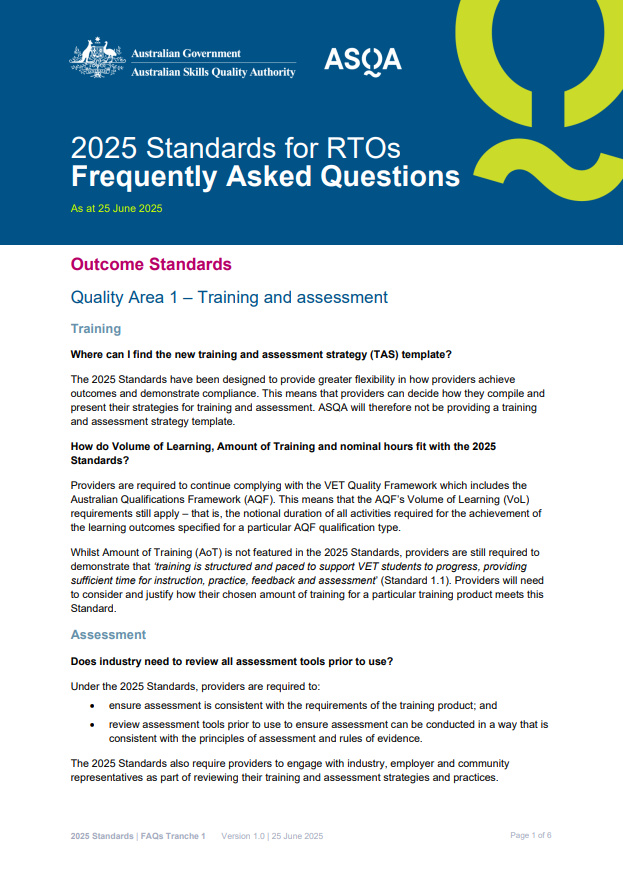 Australian Government
Australian Skills Quality Authority
ASQA
2025 Standards for RTOs
Frequently Asked Questions
As at 25 June 2025
Outcome Standards
Quality Area 1 – Training and assessment
Training
Where can I find the new training and assessment strategy (TAS) template?
The 2025 Standards have been designed to provide greater flexibility in how providers achieve
outcomes and demonstrate compliance. This means that providers can decide how they compile and
present their strategies for training and assessment. ASQA will therefore not be providing a training
and assessment strategy template.
How do Volume of Learning, Amount of Training and nominal hours fit with the 2025
Standards?
Providers are required to continue complying with the VET Quality Framework which includes the
Australian Qualifications Framework (AQF). This means that the AQF's Volume of Learning (VoL)
requirements still apply – that is, the notional duration of all activities required for the achievement of
the learning outcomes specified for a particular AQF qualification type.
Whilst Amount of Training (AoT) is not featured in the 2025 Standards, providers are still required to
demonstrate that 'training is structured and paced to support VET students to progress, providing
sufficient time for instruction, practice, feedback and assessment' (Standard 1.1). Providers will need
to consider and justify how their chosen amount of training for a particular training product meets this
Standard.
Assessment
Does industry need to review all assessment tools prior to use?
Under the 2025 Standards, providers are required to:
• ensure assessment is consistent with the requirements of the training product; and
• review assessment tools prior to use to ensure assessment can be conducted in a way that is
consistent with the principles of assessment and rules of evidence.
The 2025 Standards also require providers to engage with industry, employer and community
representatives as part of reviewing their training and assessment strategies and practices.
2025 Standards | FAQs Tranche 1 Version 1.0 | 25 June 2025 Page 1 of 6